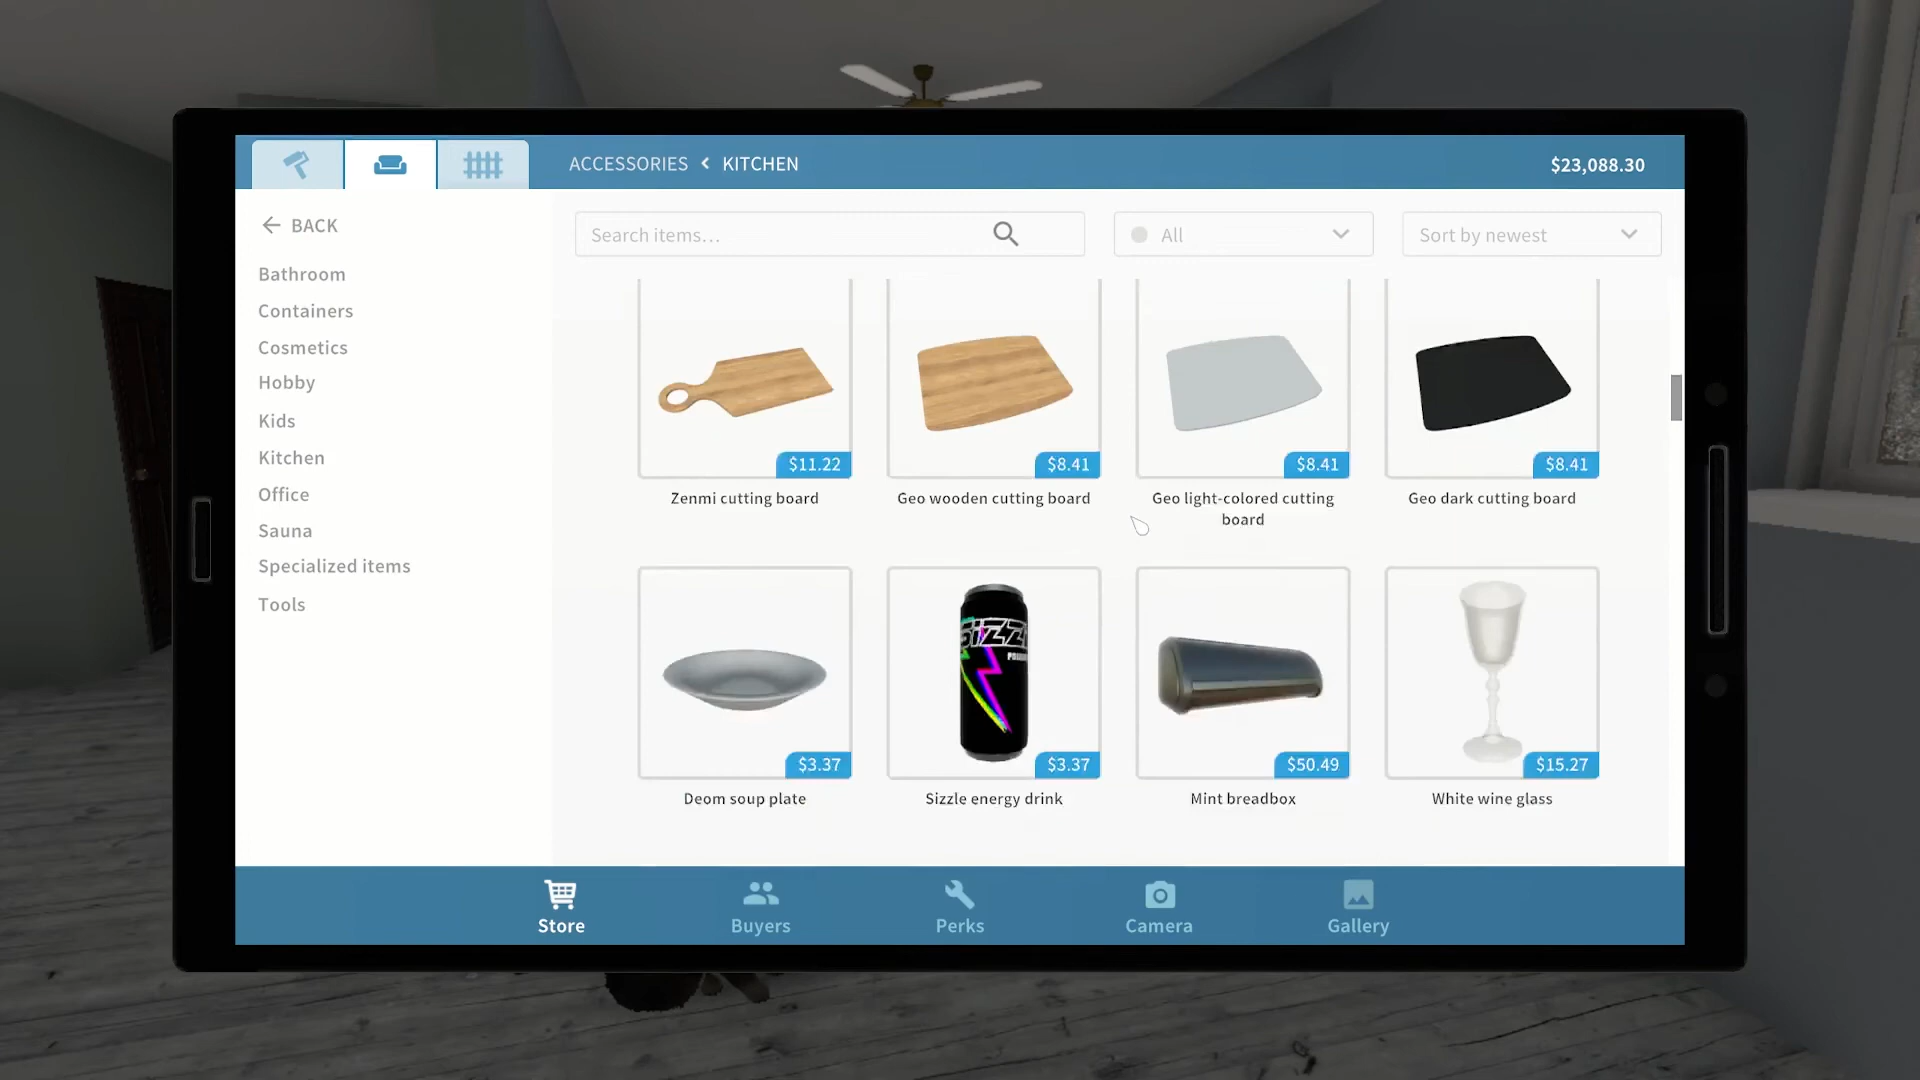 ACCESSORIES < KITCHEN
$23,088.30
BACK
Search items...
All
Sort by newest
Bathroom
Containers
Cosmetics
Hobby
Kids
Kitchen
Office
Sauna
Specialized items
Tools
$11.22
$8.41
$8.41
$8.41
Zenmi cutting board
Geo wooden cutting board
Geo light-colored cutting
board
Geo dark cutting board
SIZZ
$3.37
$3.37
$50.49
$15.27
Deom soup plate
Sizzle energy drink
Mint breadbox
White wine glass
Store
Buyers
Perks
Camera
Gallery